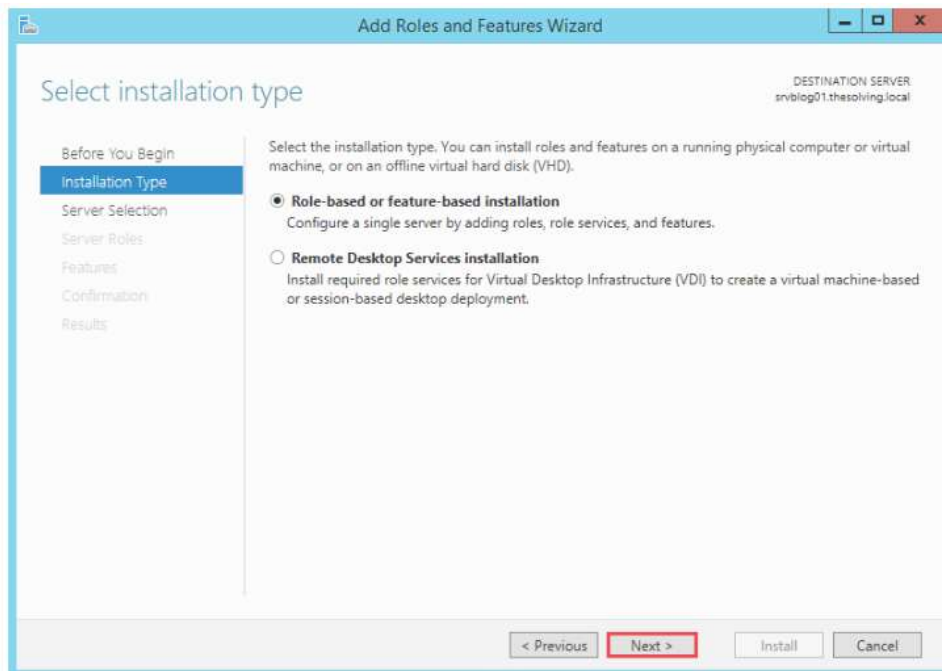 Add Roles and Features Wizard
Select installation type
DESTINATION SERVER
srvblog01.thesolving.local
Before You Begin
Installation Type
Server Selection
Server Roles
Features
Confirmation
Results
Select the installation type. You can install roles and features on a running physical computer or virtual
machine, or on an offline virtual hard disk (VHD).
Role-based or feature-based installation
Configure a single server by adding roles, role services, and features.
Remote Desktop Services installation
Install required role services for Virtual Desktop Infrastructure (VDI) to create a virtual machine-based
or session-based desktop deployment.
< Previous
Next >
Install
Cancel